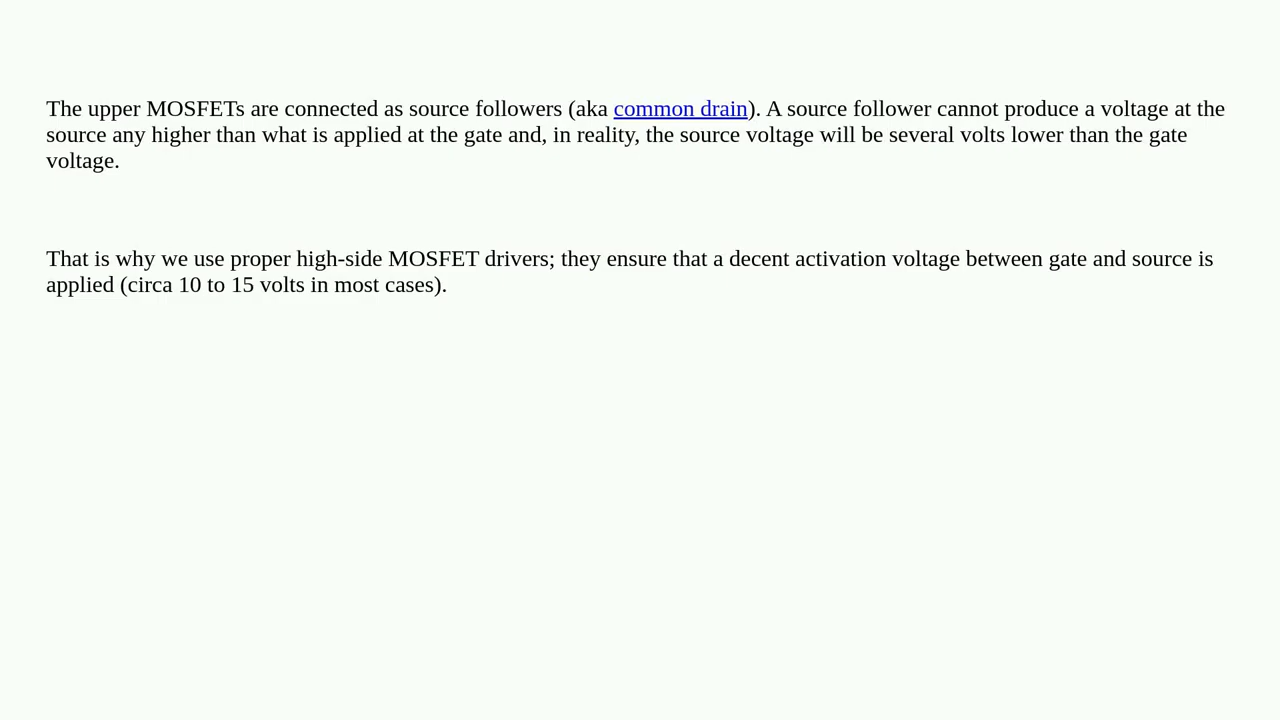 The upper MOSFETs are connected as source followers (aka common drain). A source follower cannot produce a voltage at the
source any higher than what is applied at the gate and, in reality, the source voltage will be several volts lower than the gate
voltage.
That is why we use proper high-side MOSFET drivers; they ensure that a decent activation voltage between gate and source is
applied (circa 10 to 15 volts in most cases).